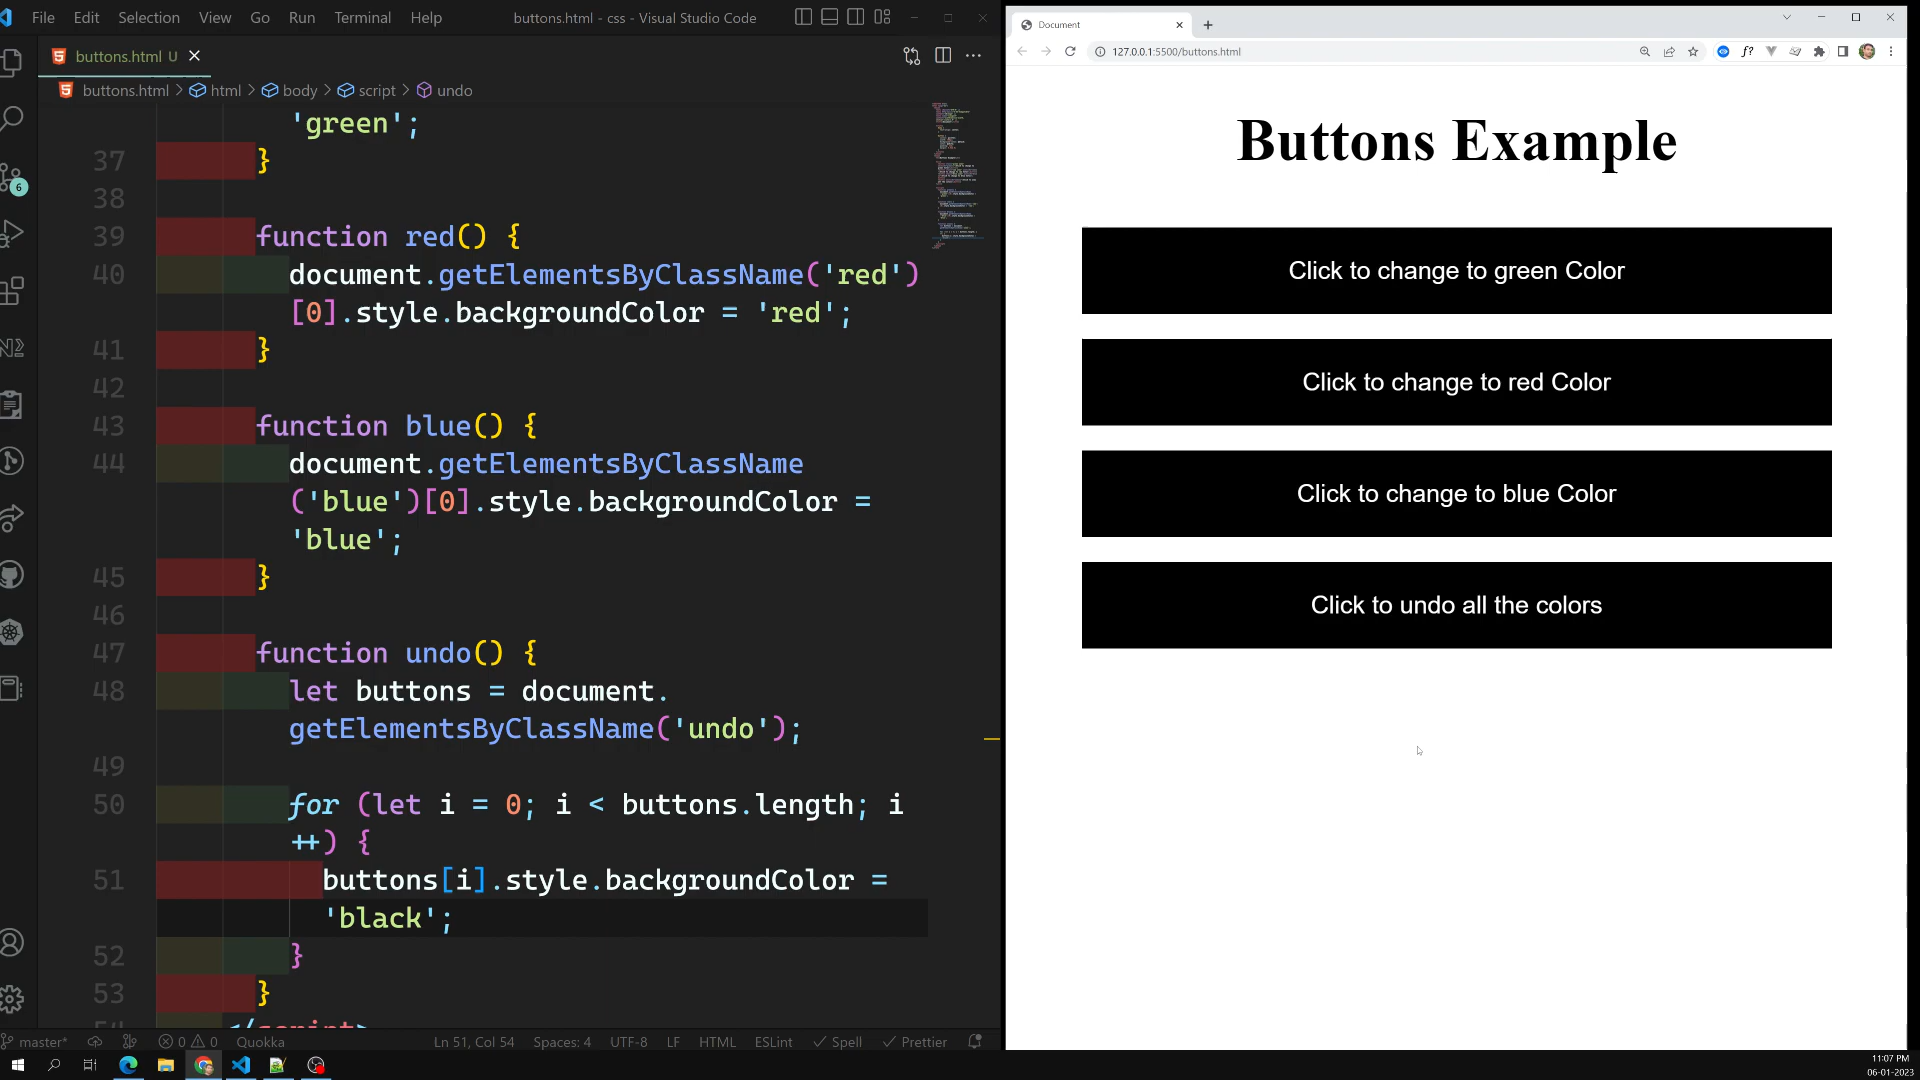 File Edit Selection View Go Run Terminal Help buttons.html - css - Visual Studio Code
buttons.html U
buttons.html > html > body > script > undo
'green';
37 }
38
39 function red() {
40 document.getElementsByClassName('red')
[0].style.backgroundColor = 'red';
41 }
42
43 function blue() {
44 document.getElementsByClassName
('blue')[0].style.backgroundColor =
'blue';
45 }
46
47 function undo() {
48 let buttons = document.
getElementsByClassName('undo');
49
50 for (let i = 0; i < buttons.length; i
++) {
51 buttons[i].style.backgroundColor =
'black';
52 }
53 }
54 </script>
6
master* 0 0 Quokka Ln 51, Col 54 Spaces: 4 UTF-8 LF HTML ESLint Spell Prettier
Document
127.0.0.1:5500/buttons.html
f?
Buttons Example
Click to change to green Color
Click to change to red Color
Click to change to blue Color
Click to undo all the colors
11:07 PM
06-01-2023